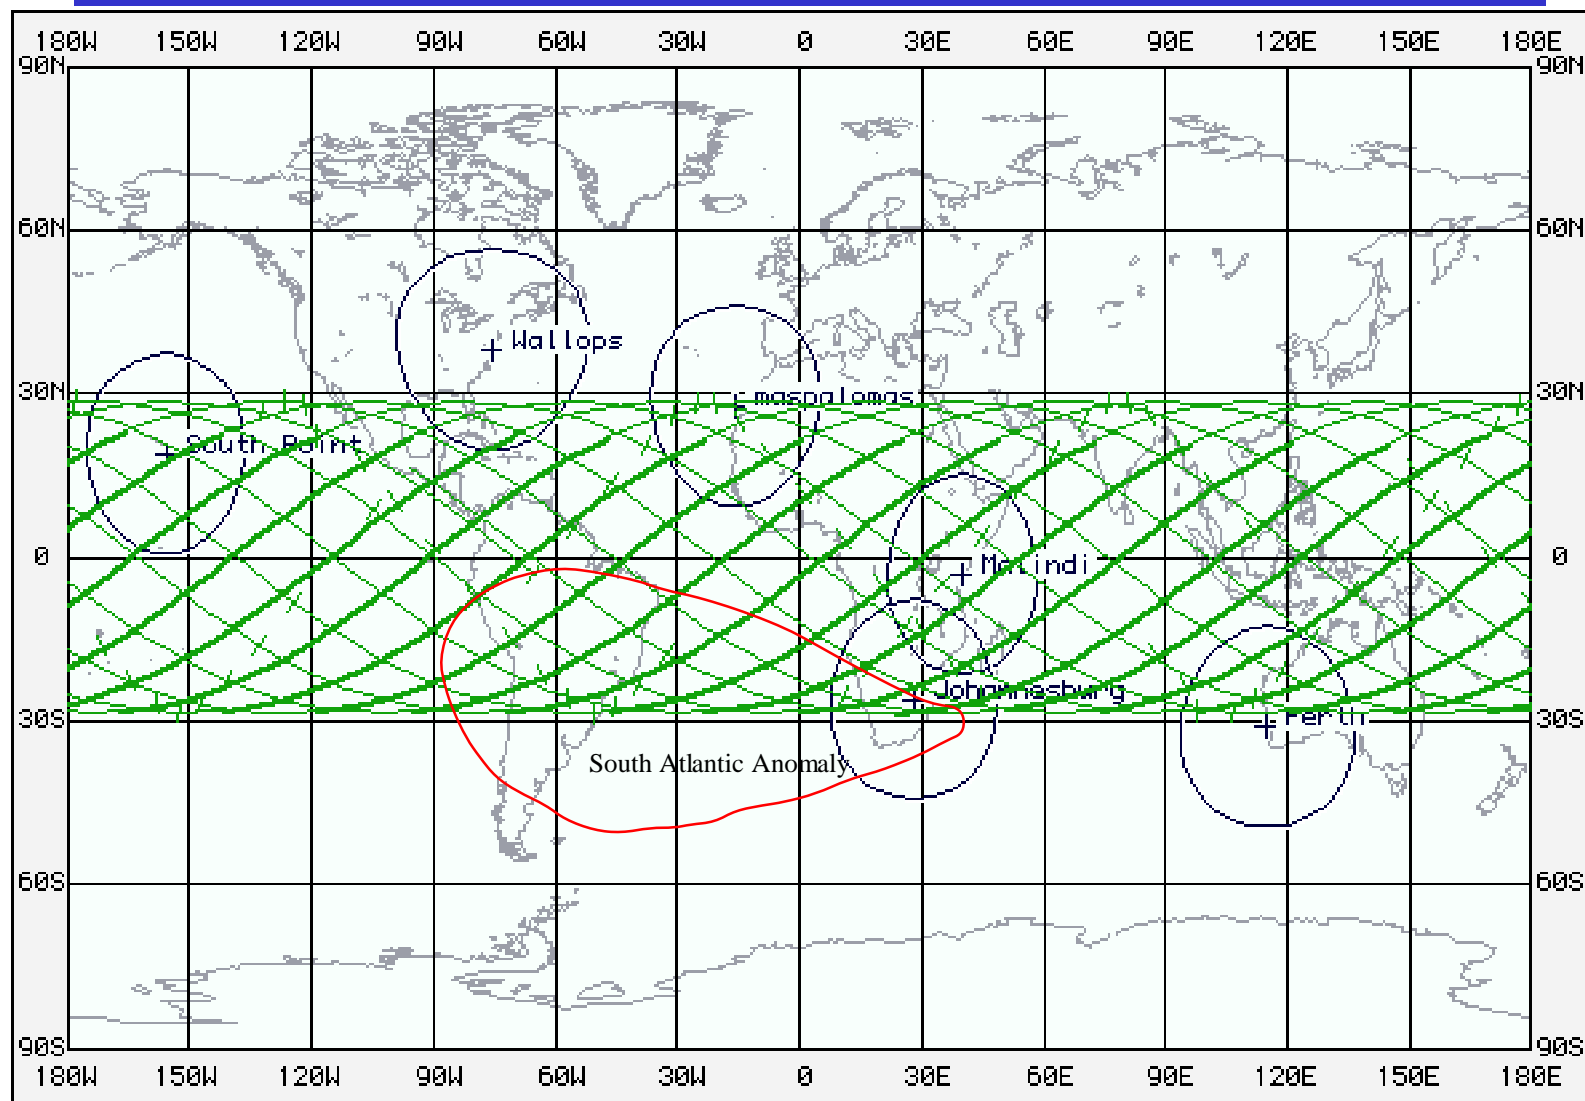 180W 150W 120W 90W 60W 30W 0 30E 60E 90E 120E 150E 180E
90N 90N
60N 60N
Wallops
30N maspalomas 30N
South Point
0 Malindi 0
Johannesburg
30S Perth 30S
South Atlantic Anomaly
60S 60S
90S 90S
180W 150W 120W 90W 60W 30W 0 30E 60E 90E 120E 150E 180E